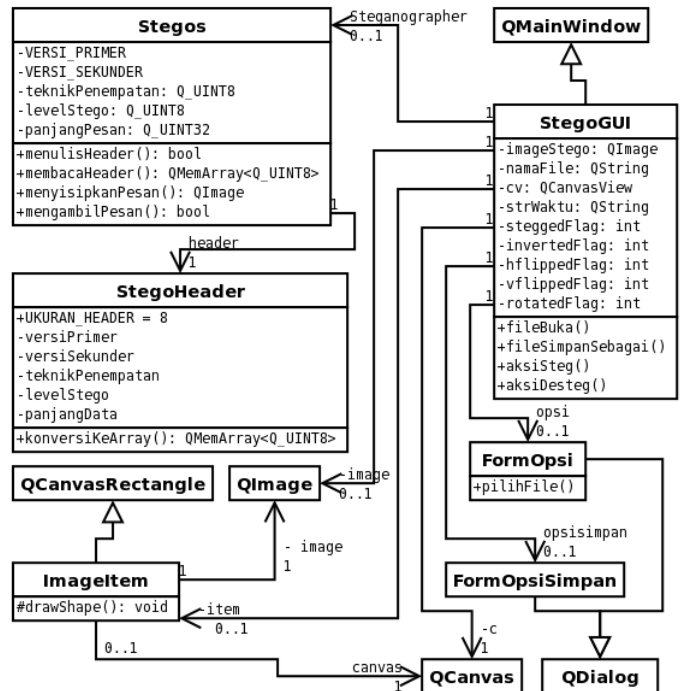 Stegos
-VERSI_PRIMER
-VERSI_SEKUNDER
-teknikPenempatan: Q_UINT8
-levelStego: Q_UINT8
-panjangPesan: Q_UINT32
+menulisHeader(): bool
+membacaHeader(): QMemArray<Q_UINT8>
+menyisipkanPesan(): QImage
+mengambilPesan(): bool
1
header
1
Steganographer
0..1
QMainWindow
StegoGUI
-imageStego: QImage
-namaFile: QString
-cv: QCanvasView
-strWaktu: QString
-steggedFlag: int
-invertedFlag: int
-hflippedFlag: int
-vflippedFlag: int
-rotatedFlag: int
+fileBuka()
+fileSimpanSebagai()
+aksiSteg()
+aksiDesteg()
1
1
1
1
1
1
StegoHeader
+UKURAN_HEADER = 8
-versiPrimer
-versiSekunder
-teknikPenempatan
-levelStego
-panjangData
+konversiKeArray(): QMemArray<Q_UINT8>
opsi
0..1
FormOpsi
+pilihFile()
QCanvasRectangle
QImage
-image
0..1
- image
1
1
opsisimpan
0..1
FormOpsiSimpan
ImageItem
#drawShape(): void
-item
0..1
0..1
canvas
1
-c
1
QCanvas
QDialog